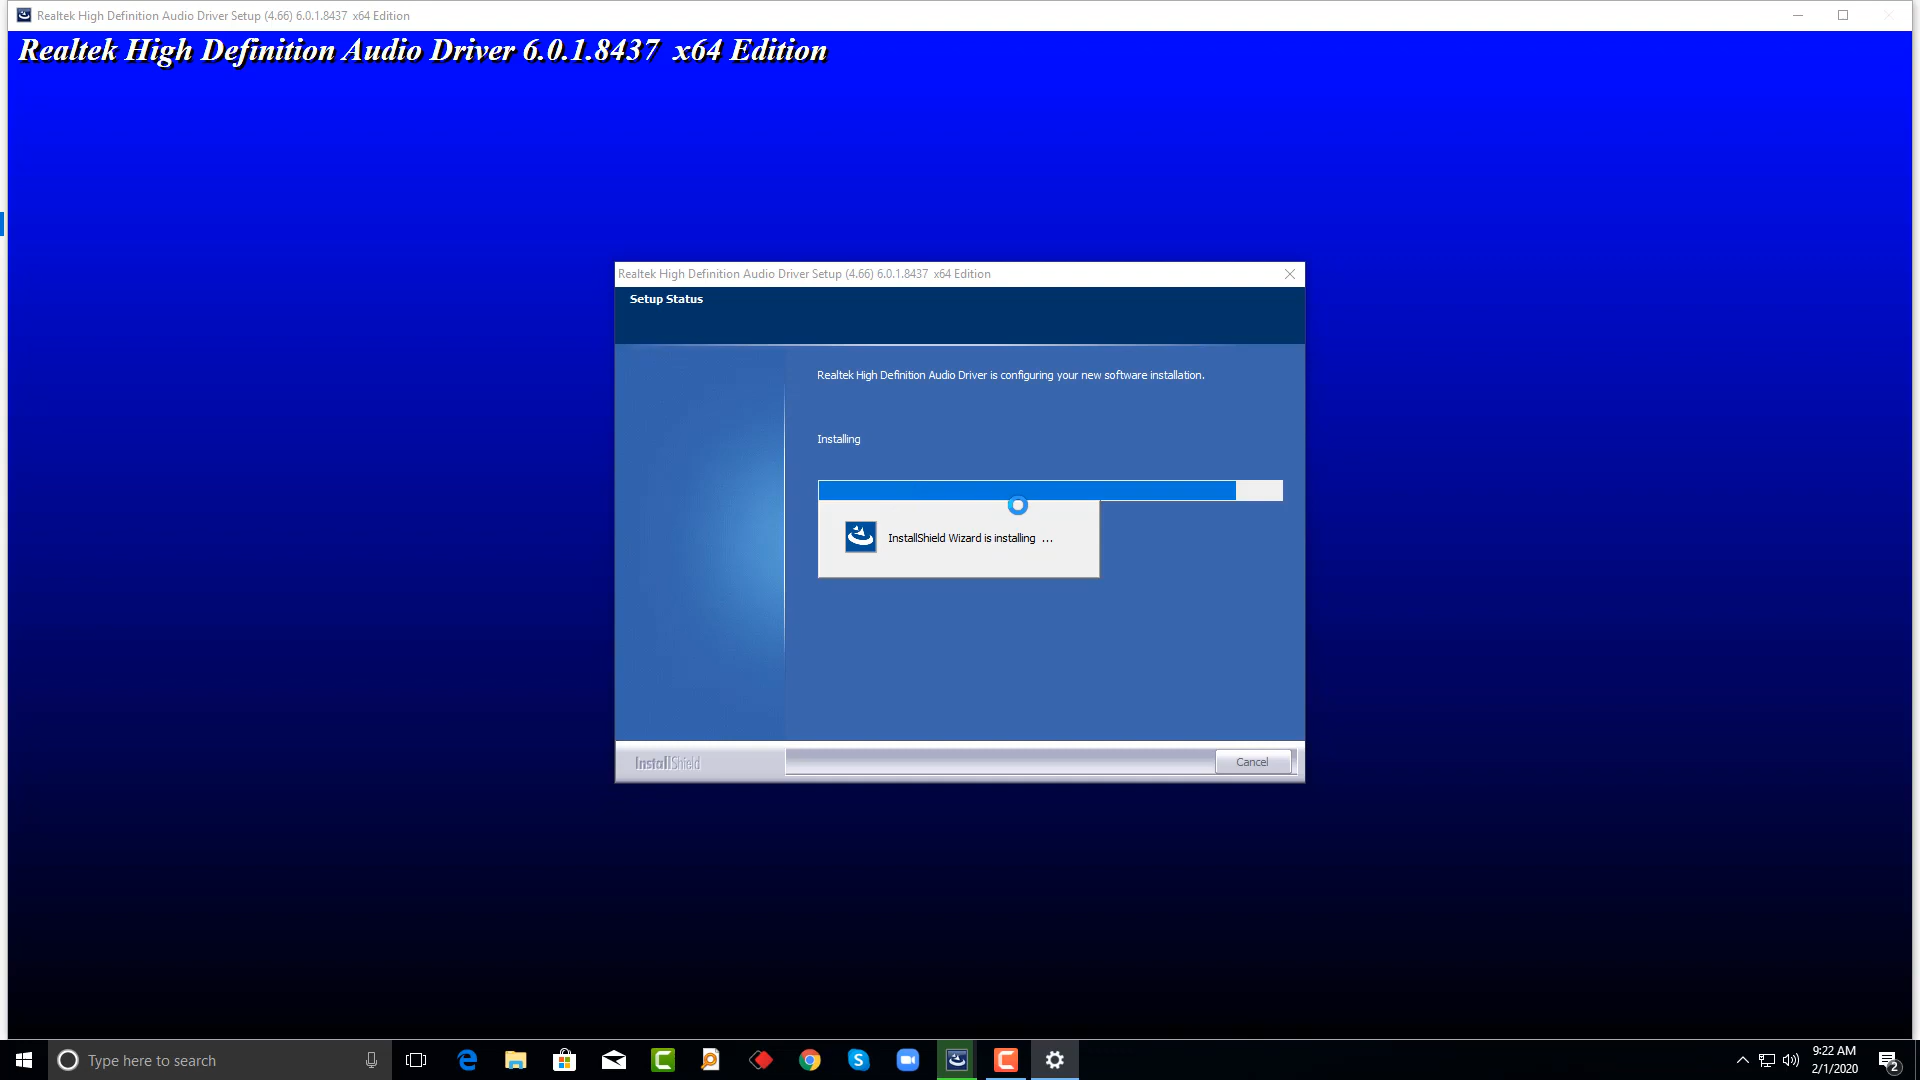 Realtek High Definition Audio Driver Setup (4.66) 6.0.1.8437  x64 Edition
Realtek High Definition Audio Driver 6.0.1.8437  x64 Edition
Realtek High Definition Audio Driver Setup (4.66) 6.0.1.8437  x64 Edition
Setup Status
Realtek High Definition Audio Driver is configuring your new software installation.
Installing
InstallShield Wizard is installing  ...
InstallShield
Cancel
Type here to search
9:22 AM
2/1/2020
2